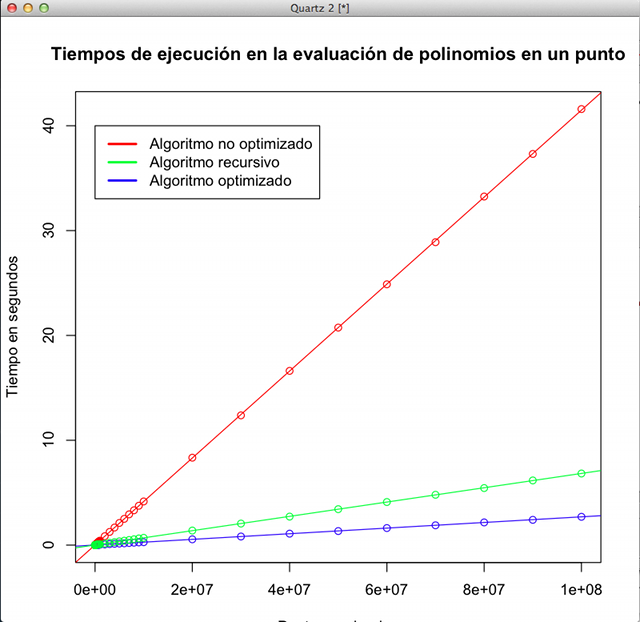 Quartz 2 [*]
Tiempos de ejecución en la evaluación de polinomios en un punto
Algoritmo no optimizado
Algoritmo recursivo
Algoritmo optimizado
Tiempo en segundos
40
30
20
10
0
0e+00 2e+07 4e+07 6e+07 8e+07 1e+08